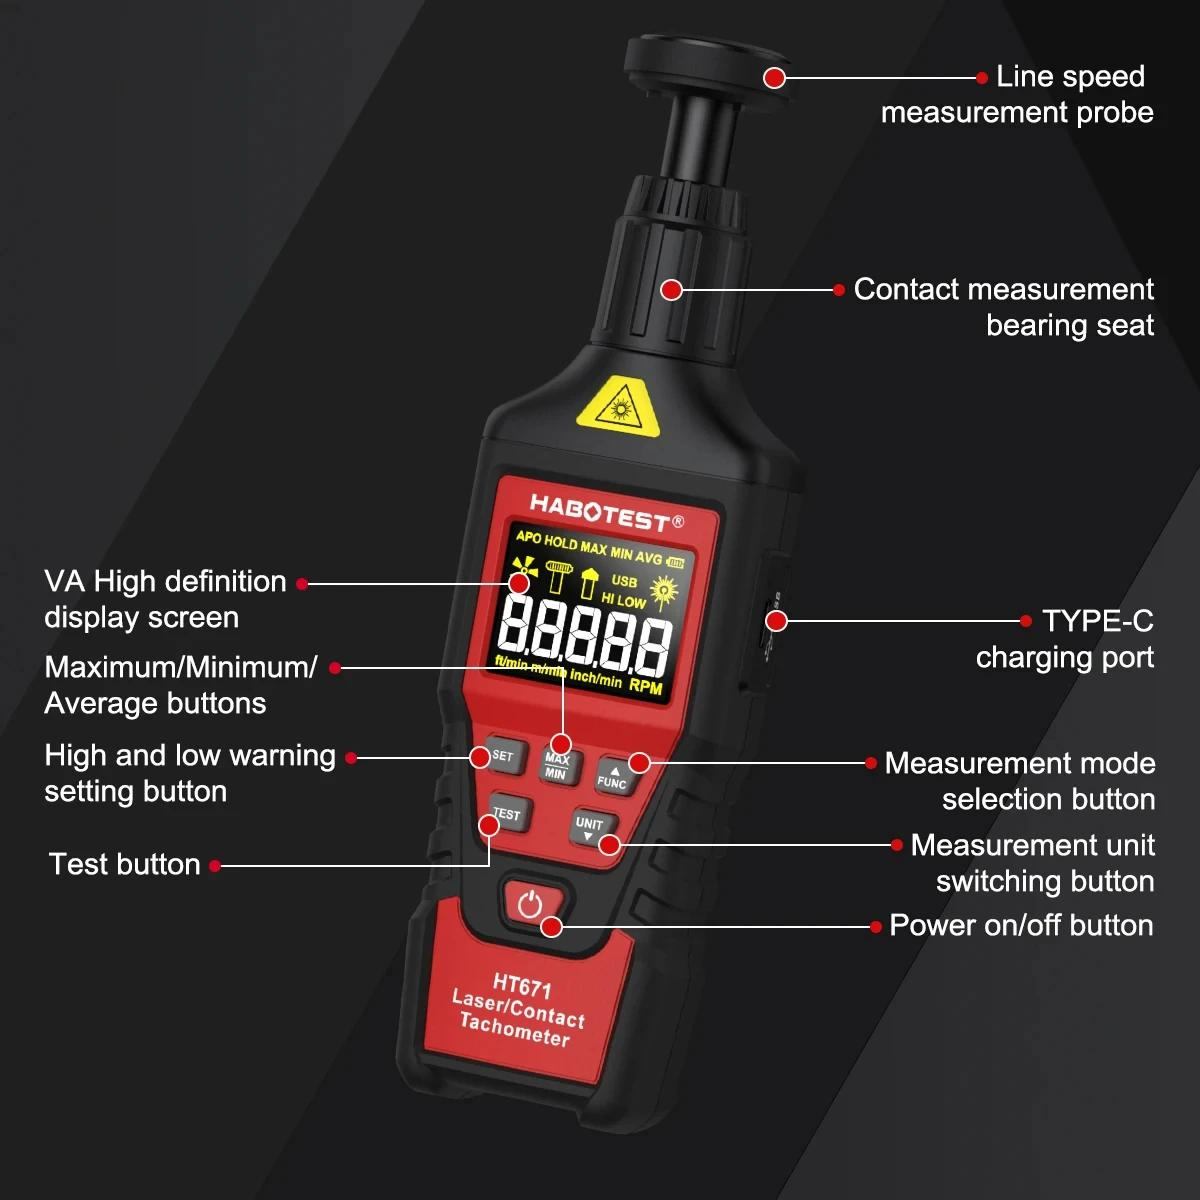 Line speed
measurement probe
Contact measurement
bearing seat
HABOTEST®
APO HOLD MAX MIN AVG
USB
HI LOW
88888
ft/min m/min inch/min RPM
VA High definition
display screen
Maximum/Minimum/
Average buttons
High and low warning
setting button
Test button
TYPE-C
charging port
Measurement mode
selection button
Measurement unit
switching button
Power on/off button
SET
MAX
MIN
▲
FUNC
TEST
UNIT
▼
HT671
Laser/Contact
Tachometer